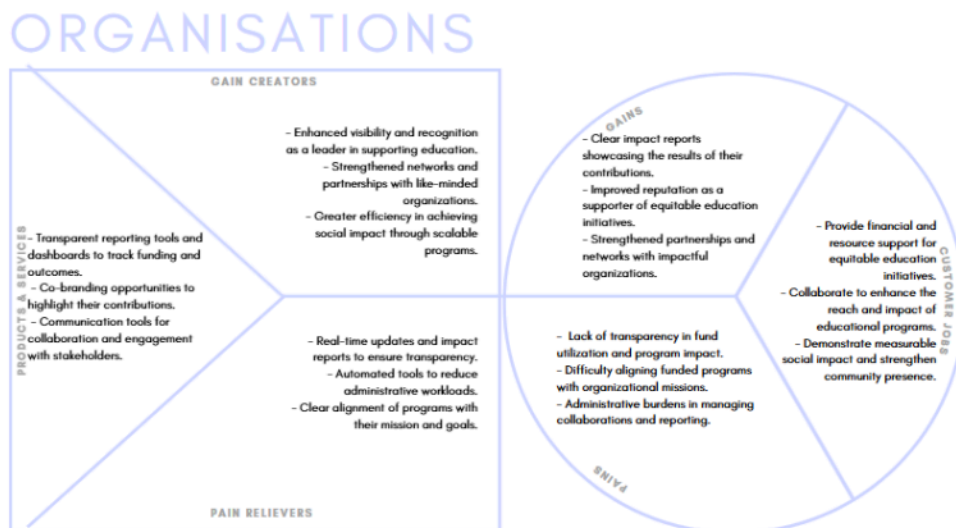 ORGANISATIONS
GAIN CREATORS
- Enhanced visibility and recognition
as a leader in supporting education.
- Strengthened networks and
partnerships with like-minded
organizations.
- Greater efficiency in achieving
social impact through scalable
programs.
PRODUCTS & SERVICES
- Transparent reporting tools and
dashboards to track funding and
outcomes.
- Co-branding opportunities to
highlight their contributions.
- Communication tools for
collaboration and engagement
with stakeholders.
- Real-time updates and impact
reports to ensure transparency.
- Automated tools to reduce
administrative workloads.
- Clear alignment of programs with
their mission and goals.
PAIN RELIEVERS
GAINS
- Clear impact reports
showcasing the results of their
contributions.
- Improved reputation as a
supporter of equitable education
initiatives.
- Strengthened partnerships and
networks with impactful
organizations.
- Provide financial and
resource support for
equitable education
initiatives.
- Collaborate to enhance the
reach and impact of
educational programs.
- Demonstrate measurable
social impact and strengthen
community presence.
CUSTOMER JOBS
- Lack of transparency in fund
utilization and program impact.
- Difficulty aligning funded programs
with organizational missions.
- Administrative burdens in managing
collaborations and reporting.
PAINS